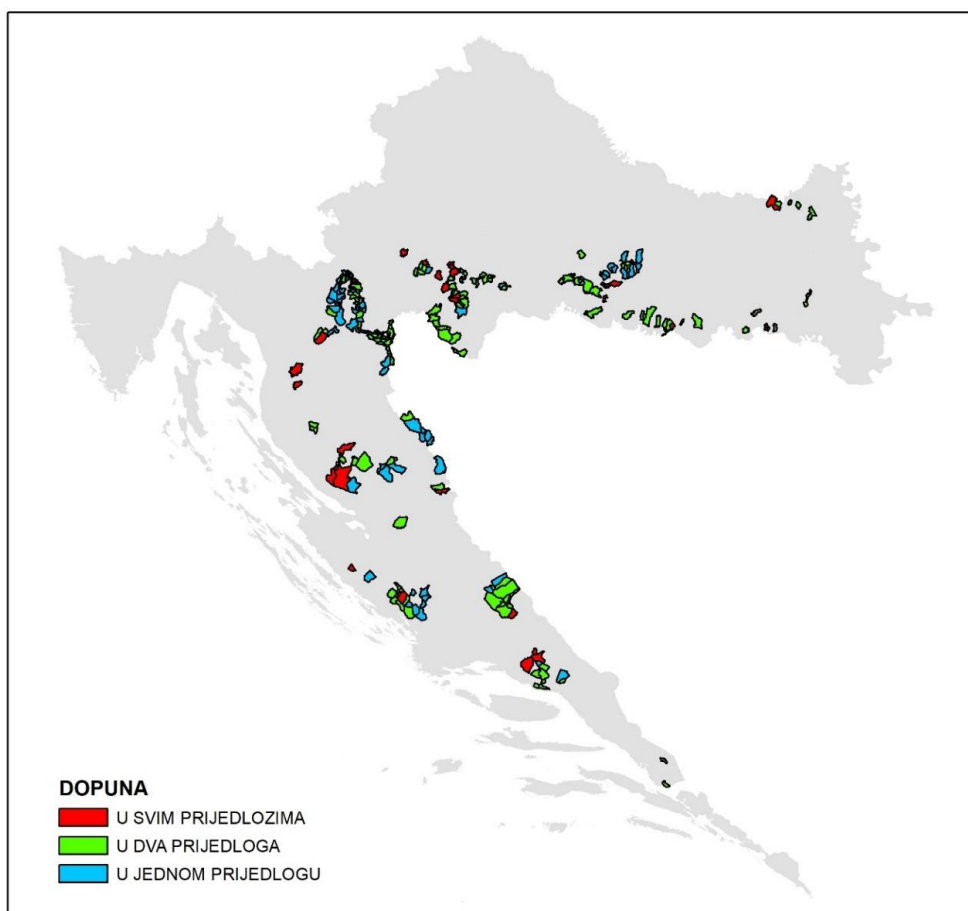 DOPUNA
U SVIM PRIJEDLOZIMA
U DVA PRIJEDLOGA
U JEDNOM PRIJEDLOGU